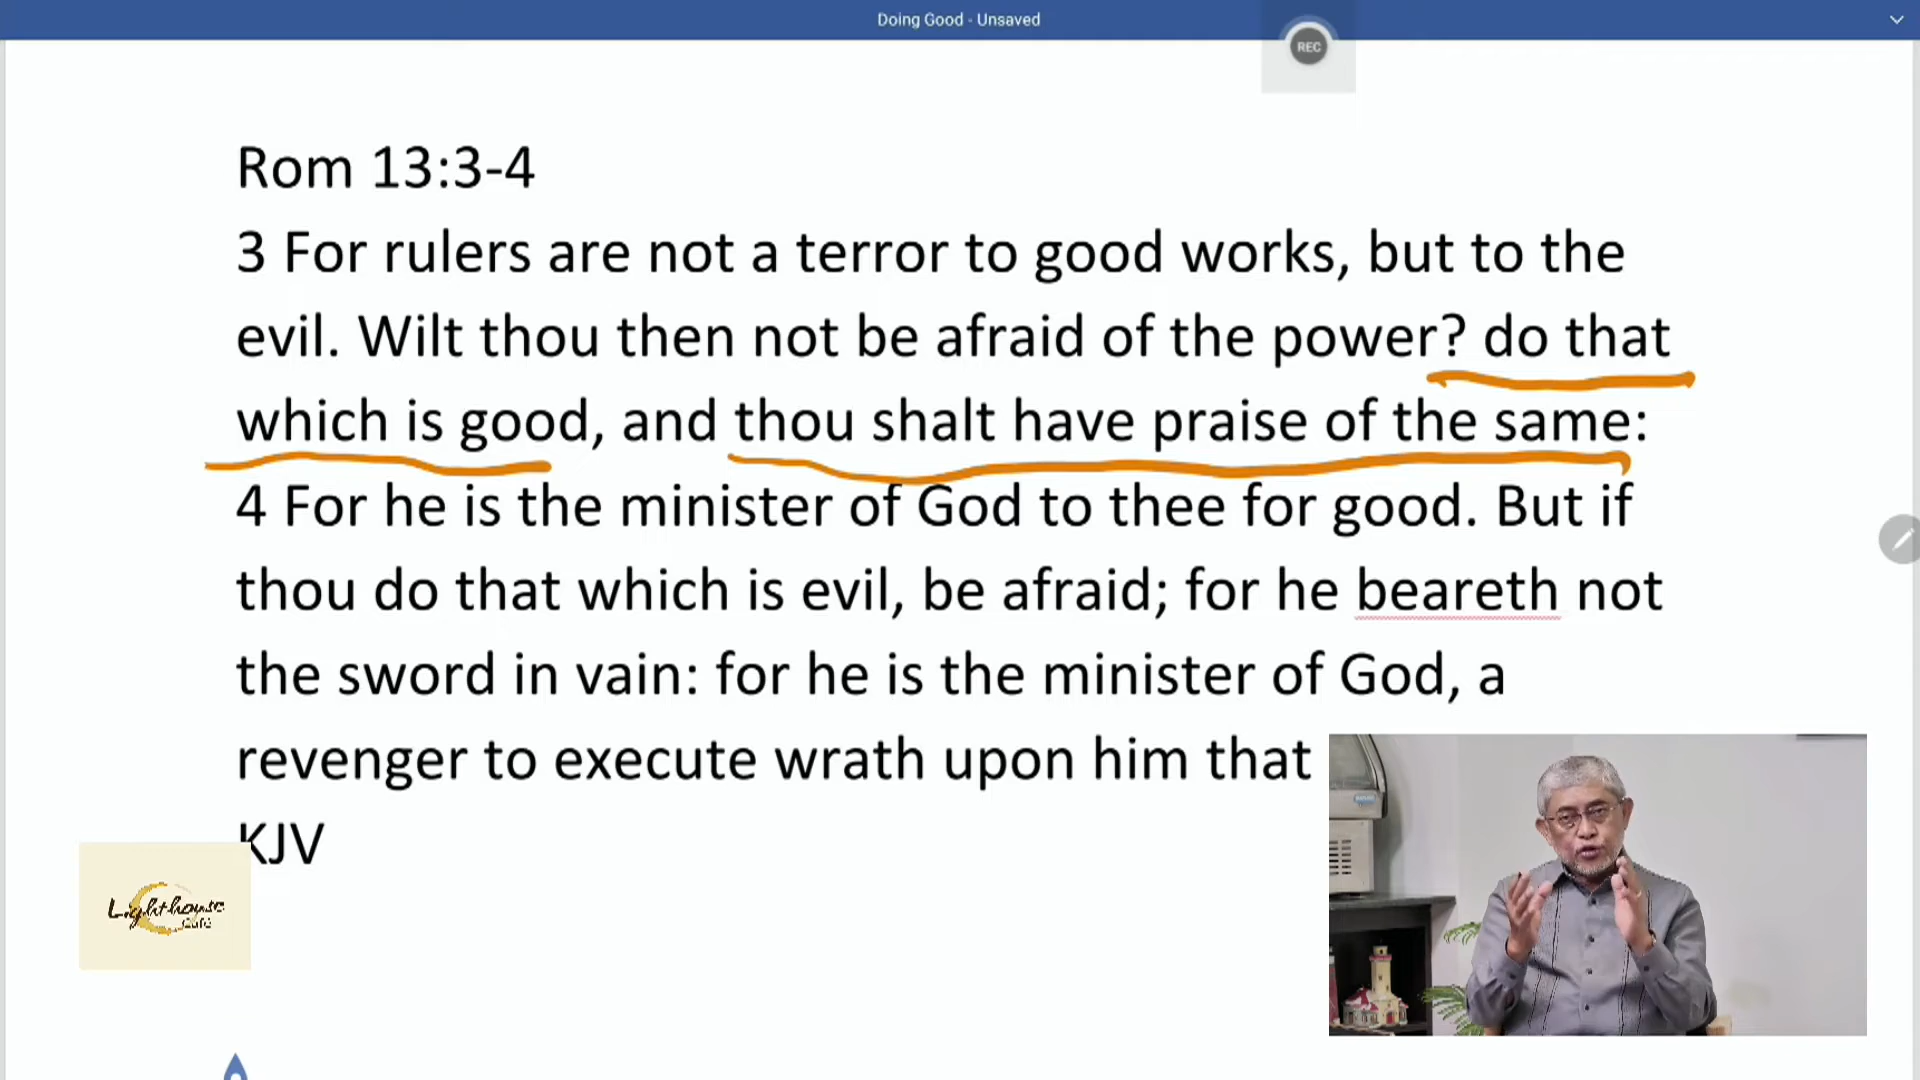 Doing Good - Unsaved
REC
Rom 13:3-4
3 For rulers are not a terror to good works, but to the
evil. Wilt thou then not be afraid of the power? do that
which is good, and thou shalt have praise of the same:
4 For he is the minister of God to thee for good. But if
thou do that which is evil, be afraid; for he beareth not
the sword in vain: for he is the minister of God, a
revenger to execute wrath upon him that
KJV
Lighthouse
Café